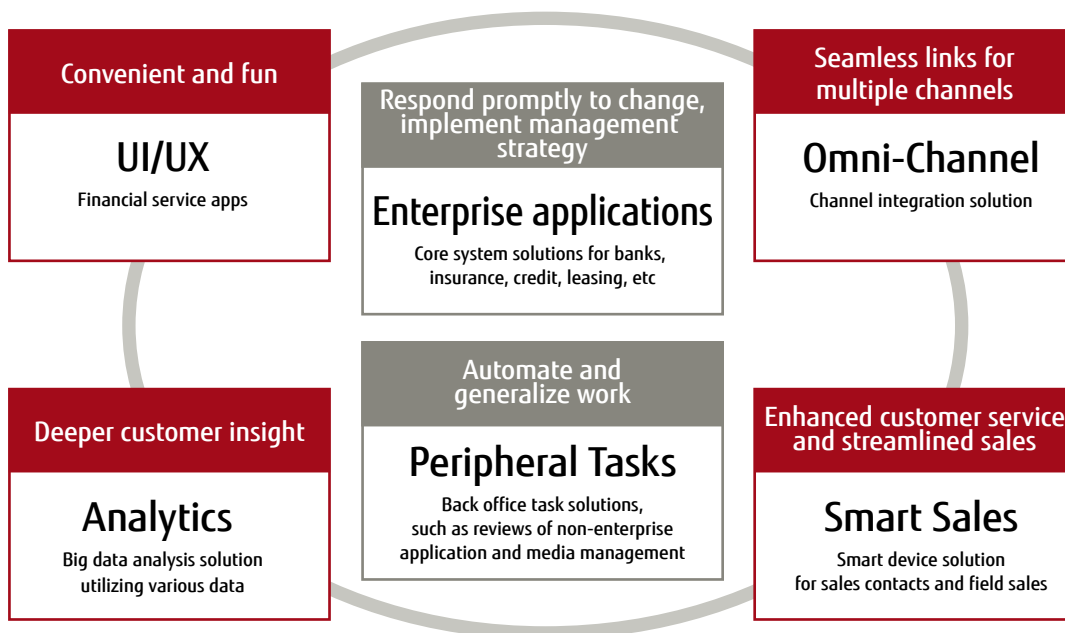 Convenient and fun
UI/UX
Financial service apps
Respond promptly to change,
implement management
strategy
Enterprise applications
Core system solutions for banks,
insurance, credit, leasing, etc
Seamless links for
multiple channels
Omni-Channel
Channel integration solution
Deeper customer insight
Analytics
Big data analysis solution
utilizing various data
Automate and
generalize work
Peripheral Tasks
Back office task solutions,
such as reviews of non-enterprise
application and media management
Enhanced customer service
and streamlined sales
Smart Sales
Smart device solution
for sales contacts and field sales